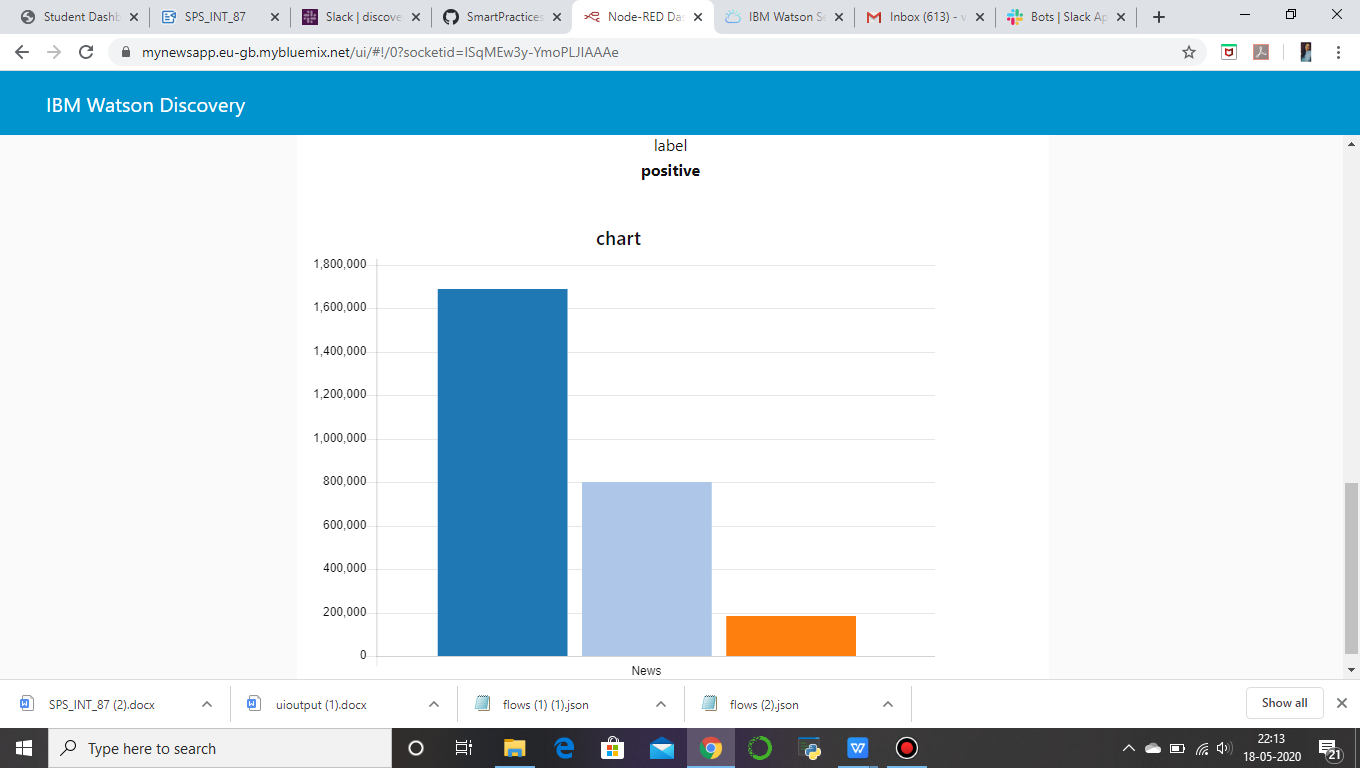 Student Dashb
SPS_INT_87
Slack | discove
SmartPractices
Node-RED Da
IBM Watson Se
Inbox (613) - v
Bots | Slack Ap
mynewsapp.eu-gb.mybluemix.net/ui/#!/0?socketid=ISqMEw3y-YmoPLJIAAAe
IBM Watson Discovery
label
positive
chart
1,800,000
1,600,000
1,400,000
1,200,000
1,000,000
800,000
600,000
400,000
200,000
0
News
SPS_INT_87 (2).docx
uioutput (1).docx
flows (1) (1).json
flows (2).json
Show all
Type here to search
22:13
18-05-2020
21